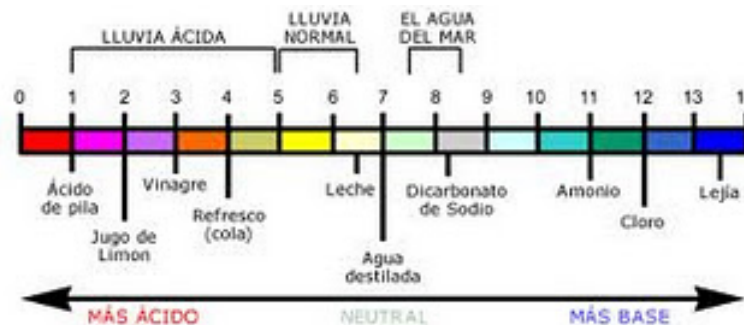 LLUVIA ÁCIDA
LLUVIA
NORMAL
EL AGUA
DEL MAR
0 1 2 3 4 5 6 7 8 9 10 11 12 13
Ácido
de pila
Jugo de
Limon
Vinagre
Refresco
(cola)
Leche
Agua
destilada
Dicarbonato
de Sodio
Amonio
Cloro
Lejía
MÁS ÁCIDO NEUTRAL MÁS BASE